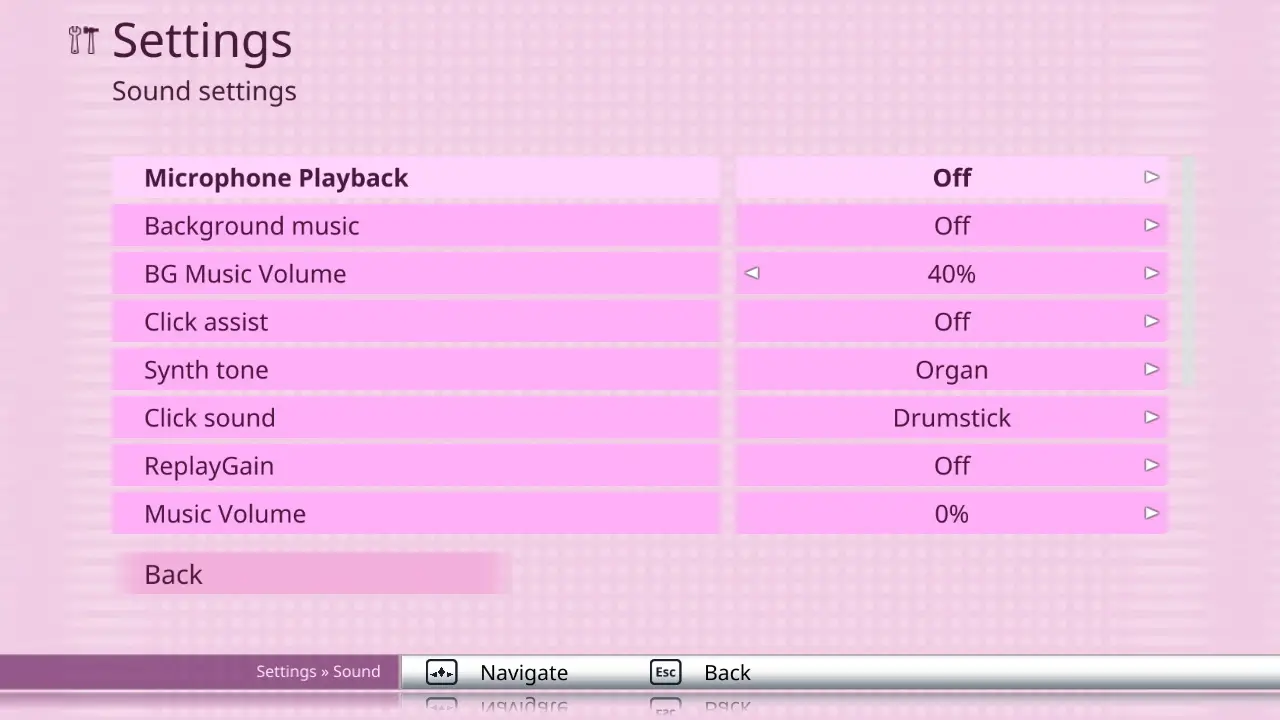 Settings
Sound settings
Microphone Playback Off
Background music Off
BG Music Volume 40%
Click assist Off
Synth tone Organ
Click sound Drumstick
ReplayGain Off
Music Volume 0%
Back
Settings » Sound Navigate Esc Back